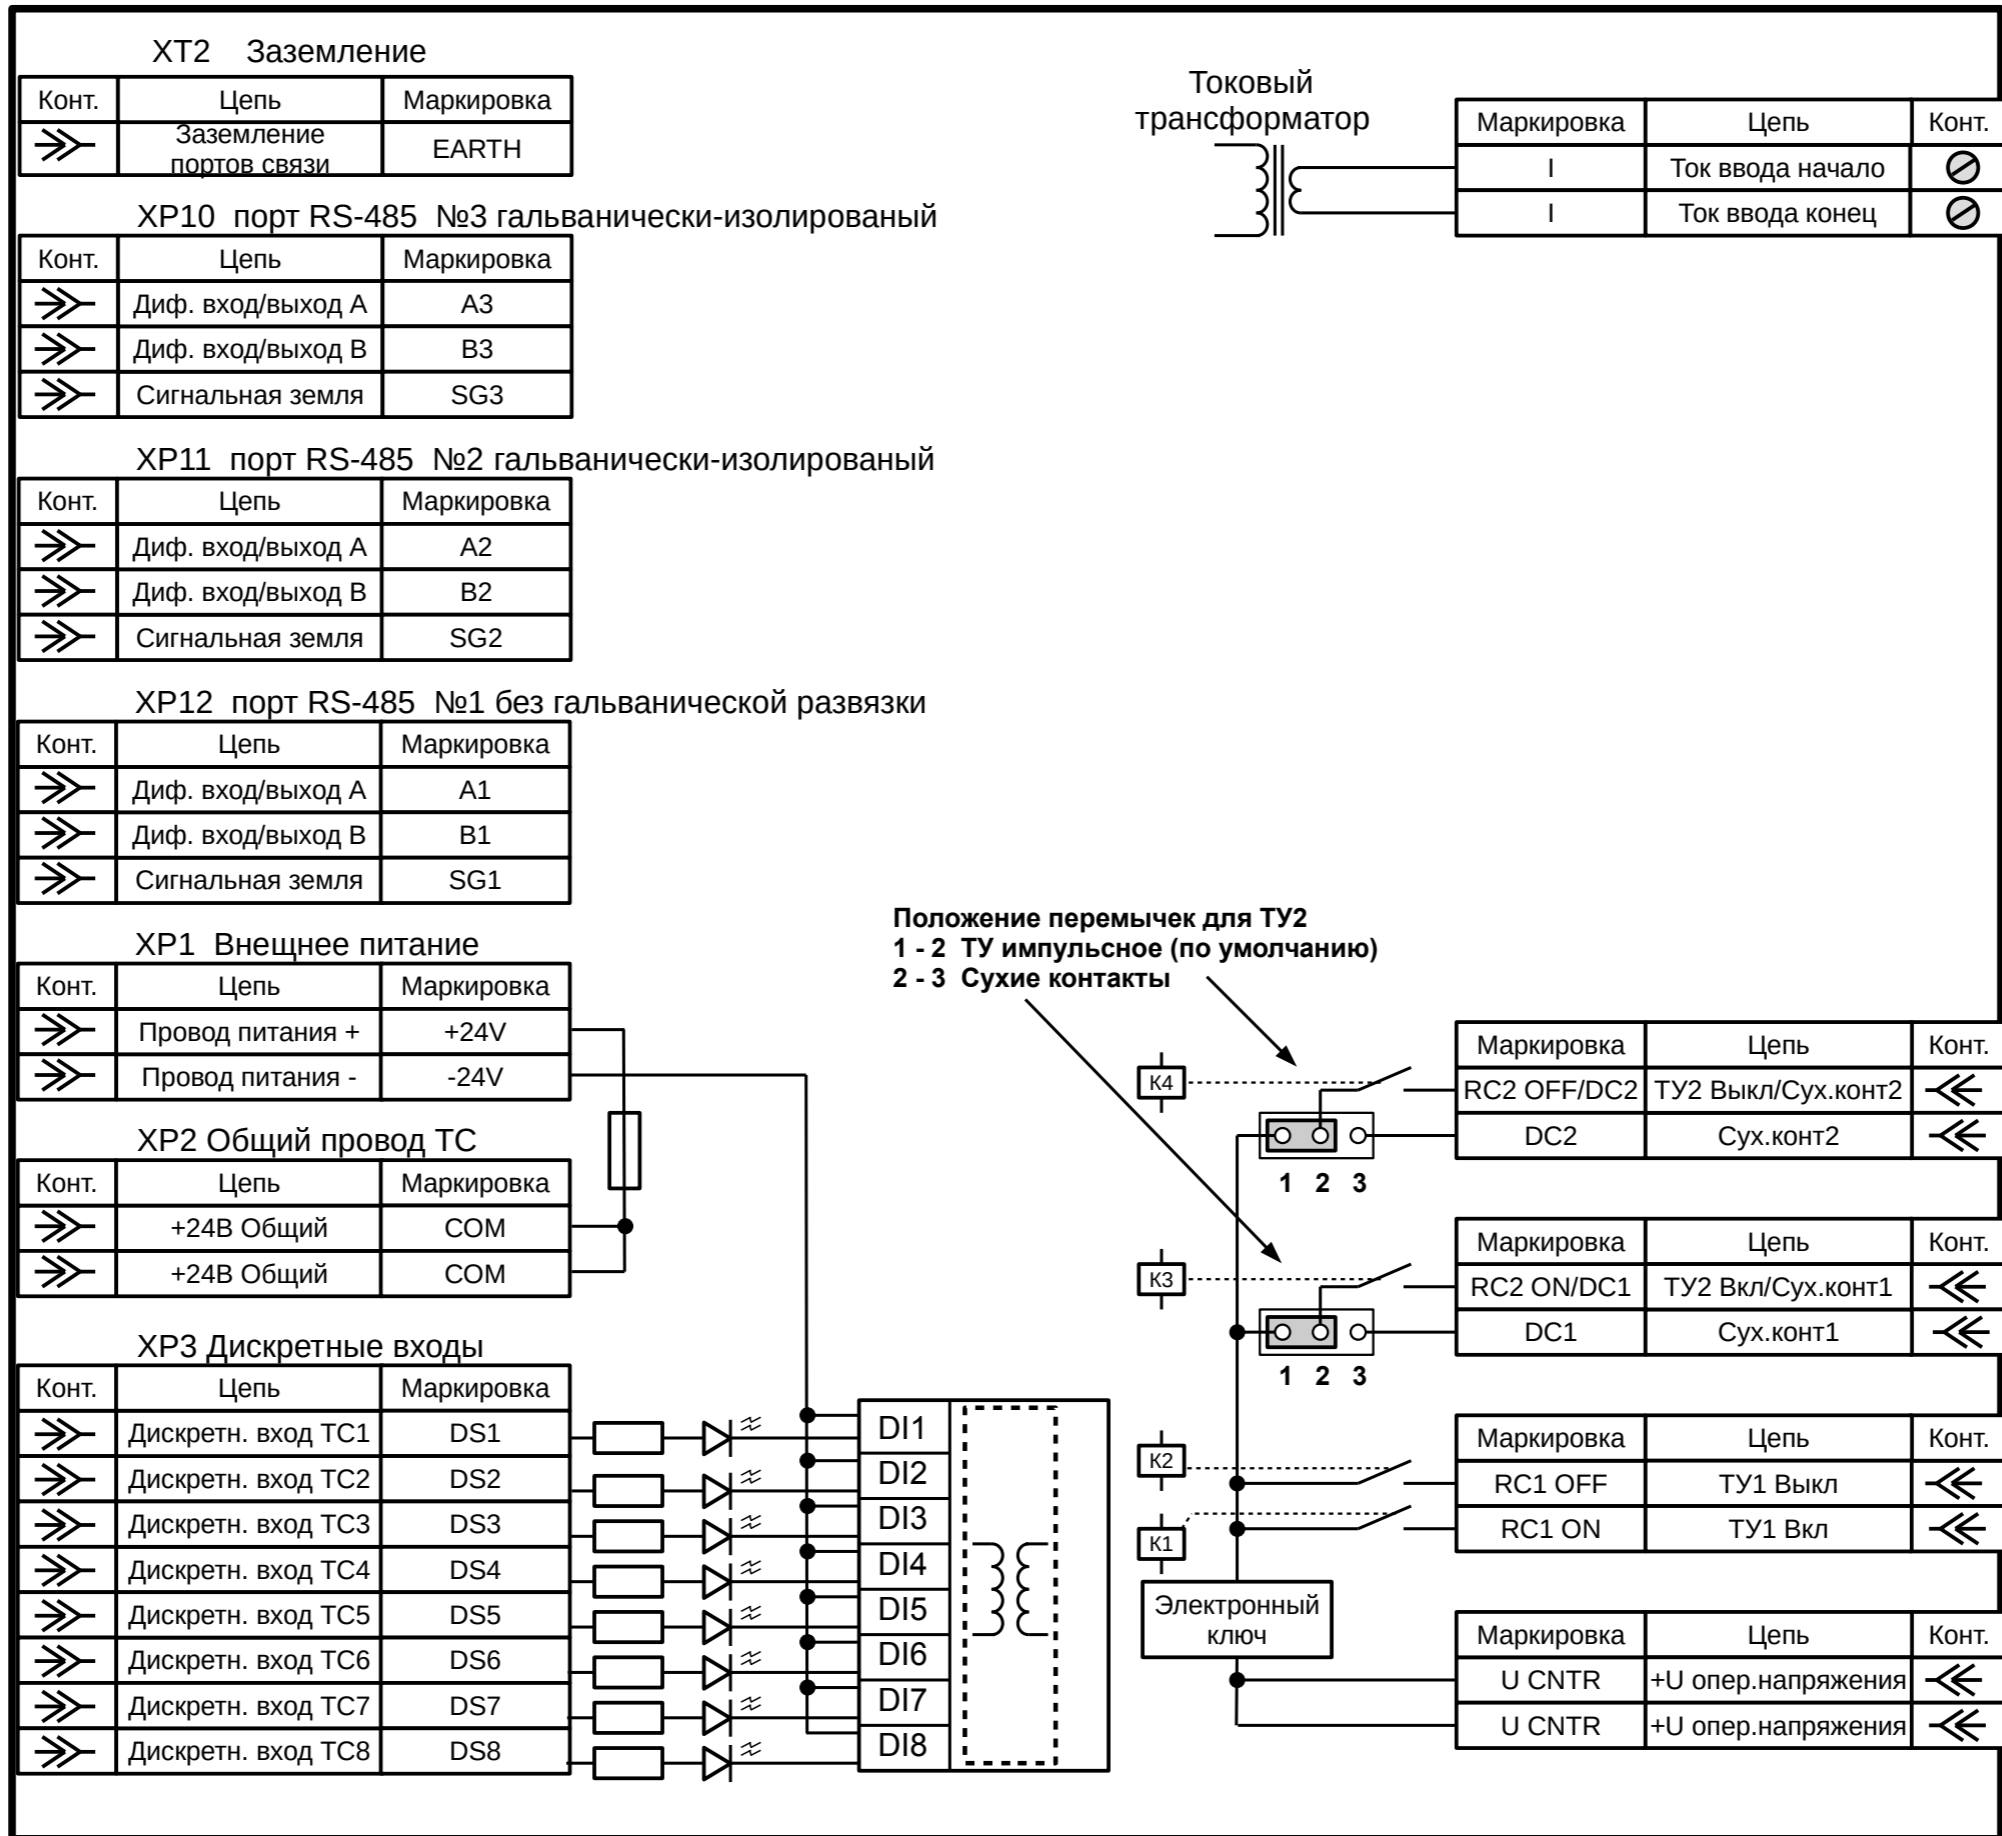 XT2 Заземление
Конт. Цепь Маркировка
Заземление
портов связи
EARTH
XP10 порт RS-485 №3 гальванически-изолированый
Конт. Цепь Маркировка
Диф. вход/выход А A3
Диф. вход/выход В B3
Сигнальная земля SG3
XP11 порт RS-485 №2 гальванически-изолированый
Конт. Цепь Маркировка
Диф. вход/выход А A2
Диф. вход/выход В B2
Сигнальная земля SG2
XP12 порт RS-485 №1 без гальванической развязки
Конт. Цепь Маркировка
Диф. вход/выход А A1
Диф. вход/выход В B1
Сигнальная земля SG1
XP1 Внещнее питание
Конт. Цепь Маркировка
Провод питания + +24V
Провод питания - -24V
XP2 Общий провод ТС
Конт. Цепь Маркировка
+24В Общий COM
+24В Общий COM
XP3 Дискретные входы
Конт. Цепь Маркировка
Дискретн. вход ТС1 DS1
Дискретн. вход ТС2 DS2
Дискретн. вход ТС3 DS3
Дискретн. вход ТС4 DS4
Дискретн. вход ТС5 DS5
Дискретн. вход ТС6 DS6
Дискретн. вход ТС7 DS7
Дискретн. вход ТС8 DS8
DI1
DI2
DI3
DI4
DI5
DI6
DI7
DI8
Токовый
трансформатор
Маркировка Цепь Конт.
I Ток ввода начало
I Ток ввода конец
Положение перемычек для ТУ2
1 - 2 ТУ импульсное (по умолчанию)
2 - 3 Сухие контакты
К4
Маркировка Цепь Конт.
RC2 OFF/DC2 ТУ2 Выкл/Сух.конт2
DC2 Сух.конт2
1 2 3
К3
Маркировка Цепь Конт.
RC2 ON/DC1 ТУ2 Вкл/Сух.конт1
DC1 Сух.конт1
1 2 3
К2
К1
Маркировка Цепь Конт.
RC1 OFF ТУ1 Выкл
RC1 ON ТУ1 Вкл
Электронный
ключ
Маркировка Цепь Конт.
U CNTR +U опер.напряжения
U CNTR +U опер.напряжения